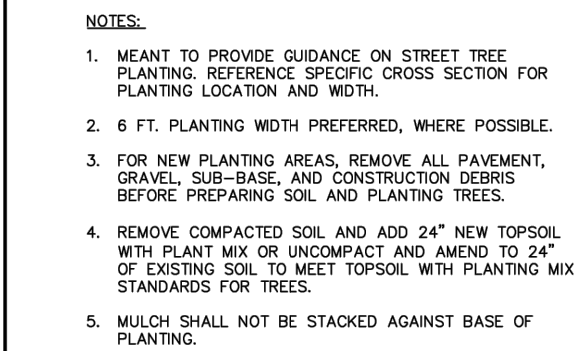 NOTES:
1. MEANT TO PROVIDE GUIDANCE ON STREET TREE
PLANTING. REFERENCE SPECIFIC CROSS SECTION FOR
PLANTING LOCATION AND WIDTH.
2. 6 FT. PLANTING WIDTH PREFERRED, WHERE POSSIBLE.
3. FOR NEW PLANTING AREAS, REMOVE ALL PAVEMENT,
GRAVEL, SUB-BASE, AND CONSTRUCTION DEBRIS
BEFORE PREPARING SOIL AND PLANTING TREES.
4. REMOVE COMPACTED SOIL AND ADD 24" NEW TOPSOIL
WITH PLANT MIX OR UNCOMPACT AND AMEND TO 24"
OF EXISTING SOIL TO MEET TOPSOIL WITH PLANTING MIX
STANDARDS FOR TREES.
5. MULCH SHALL NOT BE STACKED AGAINST BASE OF
PLANTING.